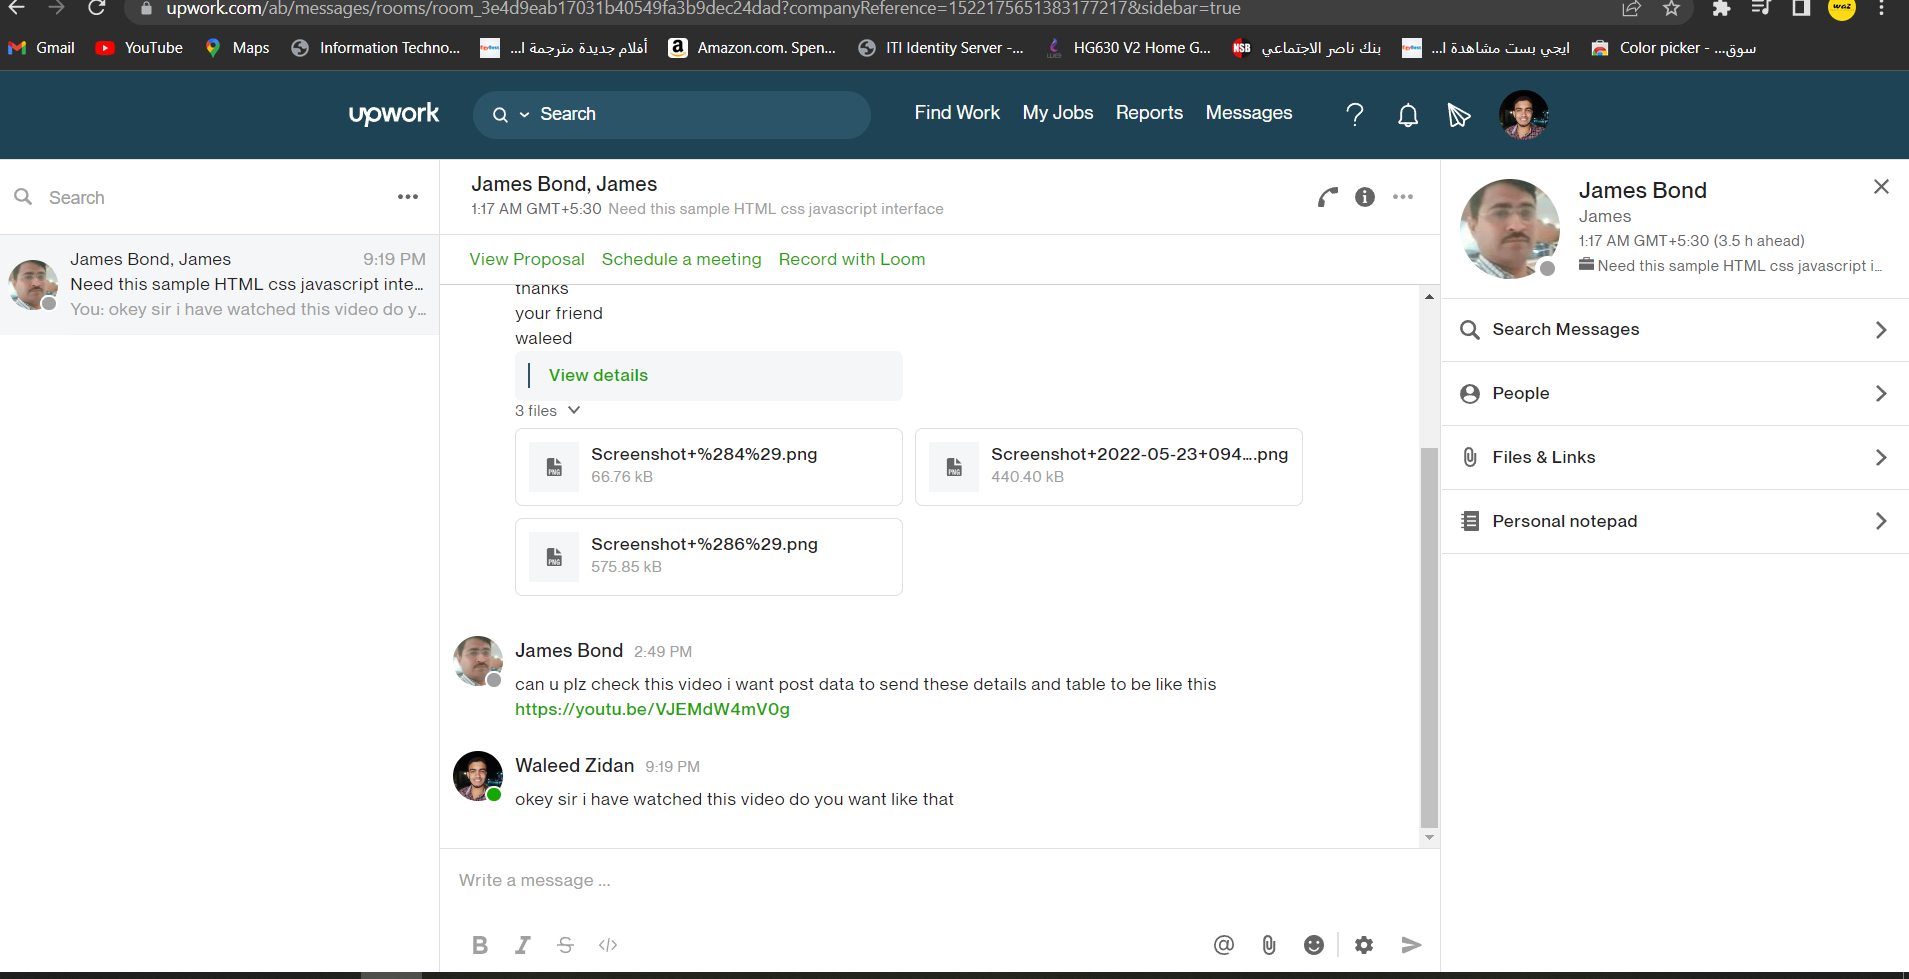 upwork.com/ab/messages/rooms/room_3e4d9eab17031b40549fa3b9dec24dad?companyReference=1522175651383177217&sidebar=true
waz
Gmail
YouTube
Maps
Information Techno...
أفلام جديدة مترجمة ا...
Amazon.com. Spen...
ITI Identity Server -...
HG630 V2 Home G...
NSB
بنك ناصر الاجتماعي
ايجي بست مشاهدة ا...
Color picker - ...سوق
upwork
Search
Find Work
My Jobs
Reports
Messages
Search
James Bond, James
9:19 PM
Need this sample HTML css javascript inte...
You: okey sir i have watched this video do y...
James Bond, James
1:17 AM GMT+5:30 Need this sample HTML css javascript interface
View Proposal
Schedule a meeting
Record with Loom
thanks
your friend
waleed
View details
3 files
PNG
Screenshot+%284%29.png
66.76 kB
PNG
Screenshot+2022-05-23+094....png
440.40 kB
PNG
Screenshot+%286%29.png
575.85 kB
James Bond 2:49 PM
can u plz check this video i want post data to send these details and table to be like this
https://youtu.be/VJEMdW4mV0g
Waleed Zidan 9:19 PM
okey sir i have watched this video do you want like that
Write a message ...
James Bond
James
1:17 AM GMT+5:30 (3.5 h ahead)
Need this sample HTML css javascript i...
Search Messages
People
Files & Links
Personal notepad